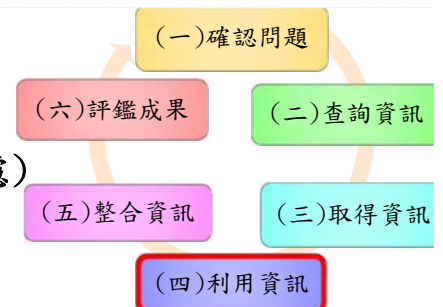 (一)確認問題
(二)查詢資訊
(三)取得資訊
(四)利用資訊
(五)整合資訊
(六)評鑑成果
)